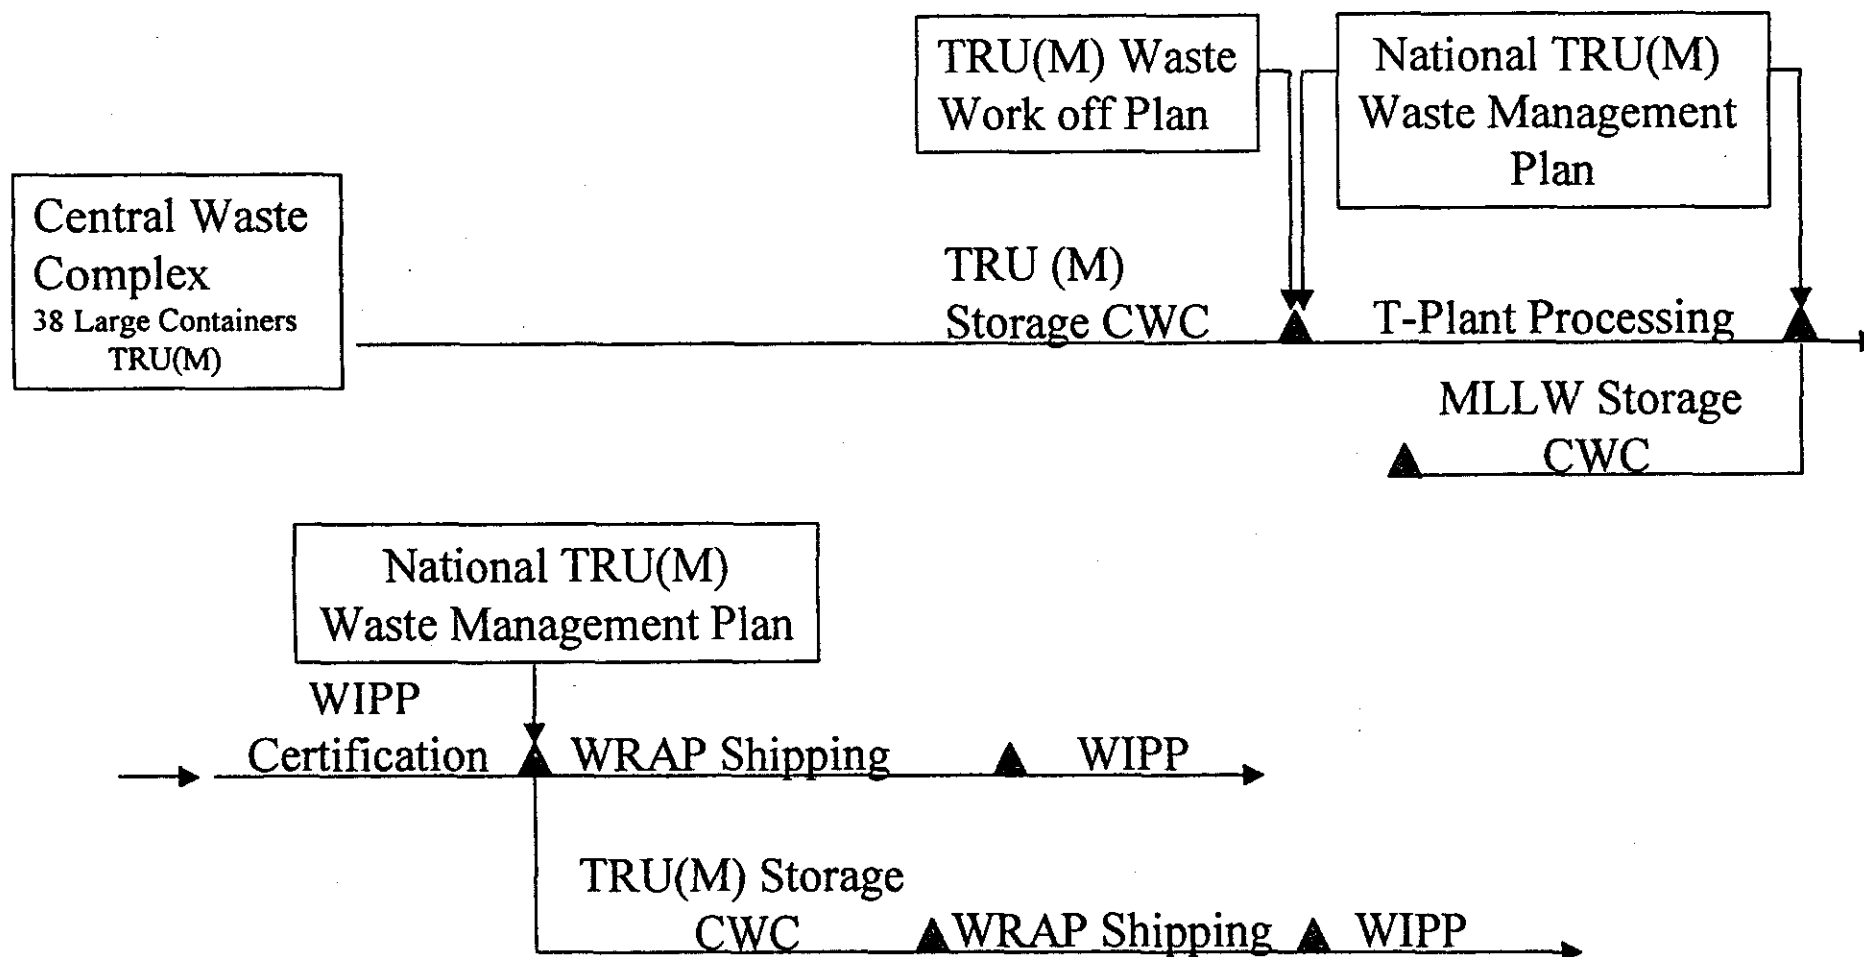 TRU(M) Waste
Work off Plan
National TRU(M)
Waste Management
Plan
Central Waste
Complex
38 Large Containers
TRU(M)
TRU (M)
Storage CWC
T-Plant Processing
MLLW Storage
CWC
National TRU(M)
Waste Management Plan
WIPP
Certification
WRAP Shipping
WIPP
TRU(M) Storage
CWC
WRAP Shipping
WIPP